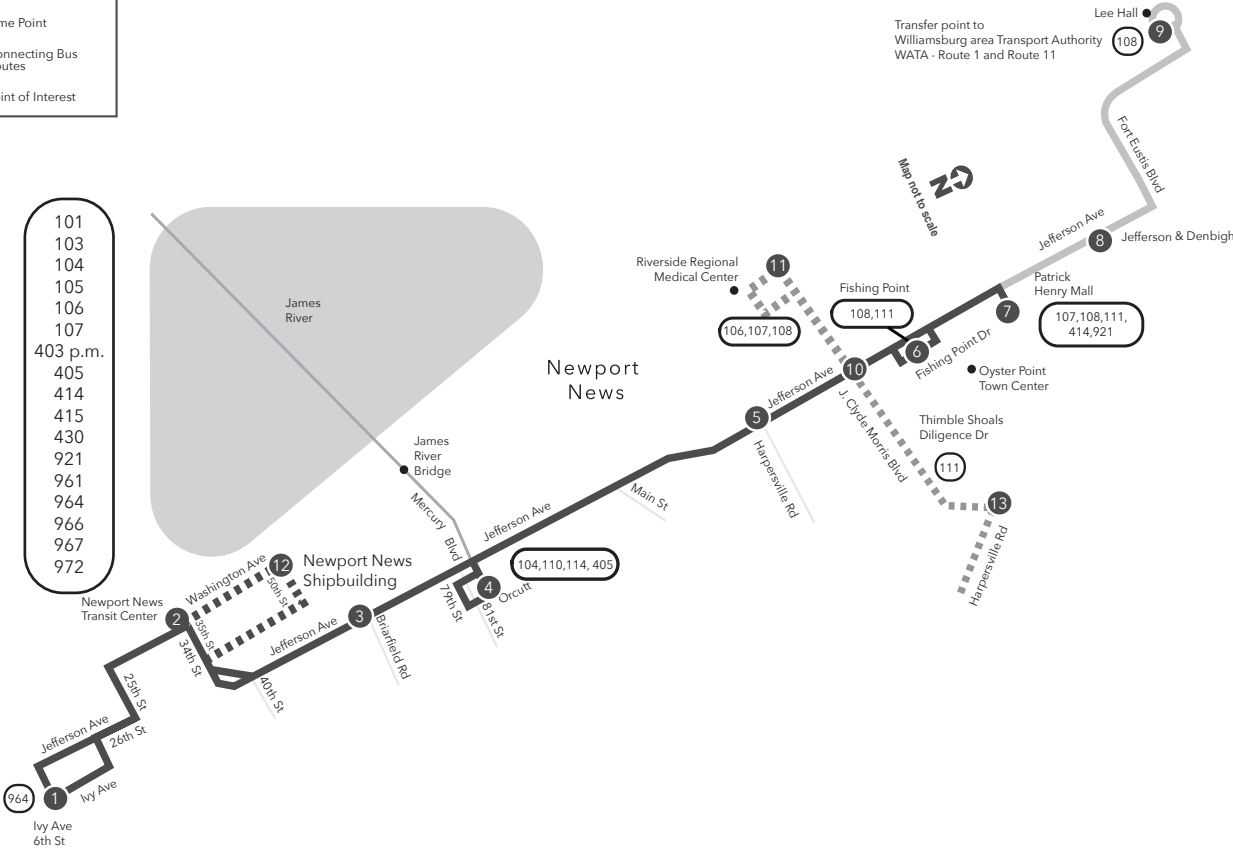 me Point
onnecting Bus
outes
int of Interest
Lee Hall
9
108
Transfer point to
Williamsburg area Transport Authority
WATA - Route 1 and Route 11
Fort Eustis Blvd
N
Map not to scale
Jefferson Ave
8
Jefferson & Denbigh
101
103
104
105
106
107
403 p.m.
405
414
415
430
921
961
964
966
967
972
James
River
Riverside Regional
Medical Center
11
106,107,108
Fishing Point
108,111
6
Fishing Point Dr
Patrick
Henry Mall
7
107,108,111,
414,921
Oyster Point
Town Center
Newport
News
10
Jefferson Ave
5
J. Clyde Morris Blvd
Harpersville Rd
Thimble Shoals
Diligence Dr
111
13
Harpersville Rd
James
River
Bridge
Mercury Blvd
Main St
Jefferson Ave
104,110,114, 405
4
Orcutt
79th St
81st St
Newport News
Shipbuilding
12
Washington Ave
50th St
35th St
Newport News
Transit Center
2
34th St
Jefferson Ave
3
Briarfield Rd
40th St
25th St
26th St
Jefferson Ave
Ivy Ave
964
1
Ivy Ave
6th St